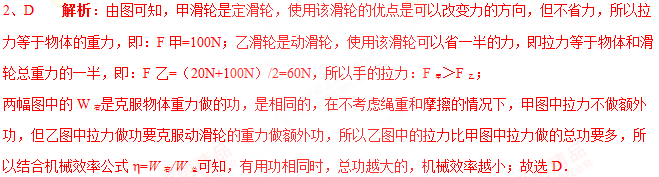 2、D 解析：由图可知，甲滑轮是定滑轮，使用该滑轮的优点是可以改变力的方向，但不省力，所以拉
力等于物体的重力，即：F甲=100N；乙滑轮是动滑轮，使用该滑轮可以省一半的力，即拉力等于物体和滑
轮总重力的一半，即：F乙=（20N+100N）/2=60N，所以手的拉力：F甲＞F乙；
两幅图中的 W有是克服物体重力做的功，是相同的，在不考虑绳重和摩擦的情况下，甲图中拉力不做额外
功，但乙图中拉力做功要克服动滑轮的重力做额外功，所以乙图中的拉力比甲图中拉力做的总功要多，所
以结合机械效率公式 η=W有/W总可知，有用功相同时，总功越大的，机械效率越小；故选 D．